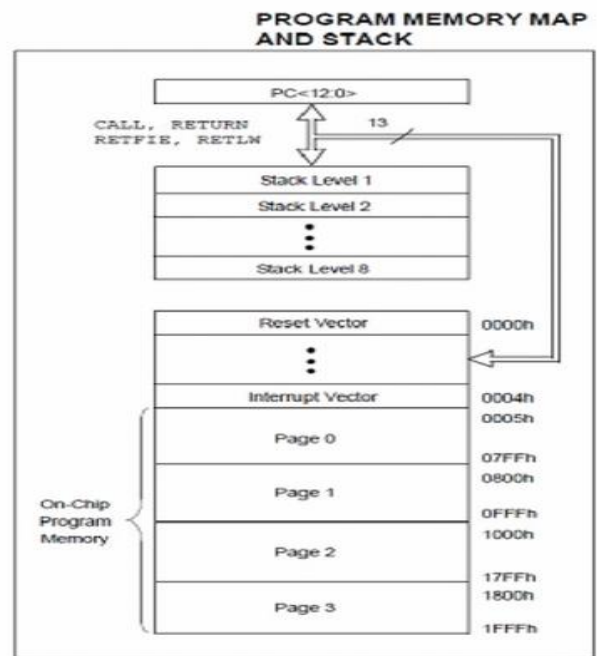 PROGRAM MEMORY MAP
AND STACK
PC<12:0>
CALL, RETURN
RETFIE, RETLW
13
Stack Level 1
Stack Level 2
Stack Level 8
Reset Vector
0000h
Interrupt Vector
0004h
0005h
Page 0
07FFh
0800h
Page 1
0FFFh
On-Chip
Program
Memory
1000h
Page 2
17FFh
1800h
Page 3
1FFFh